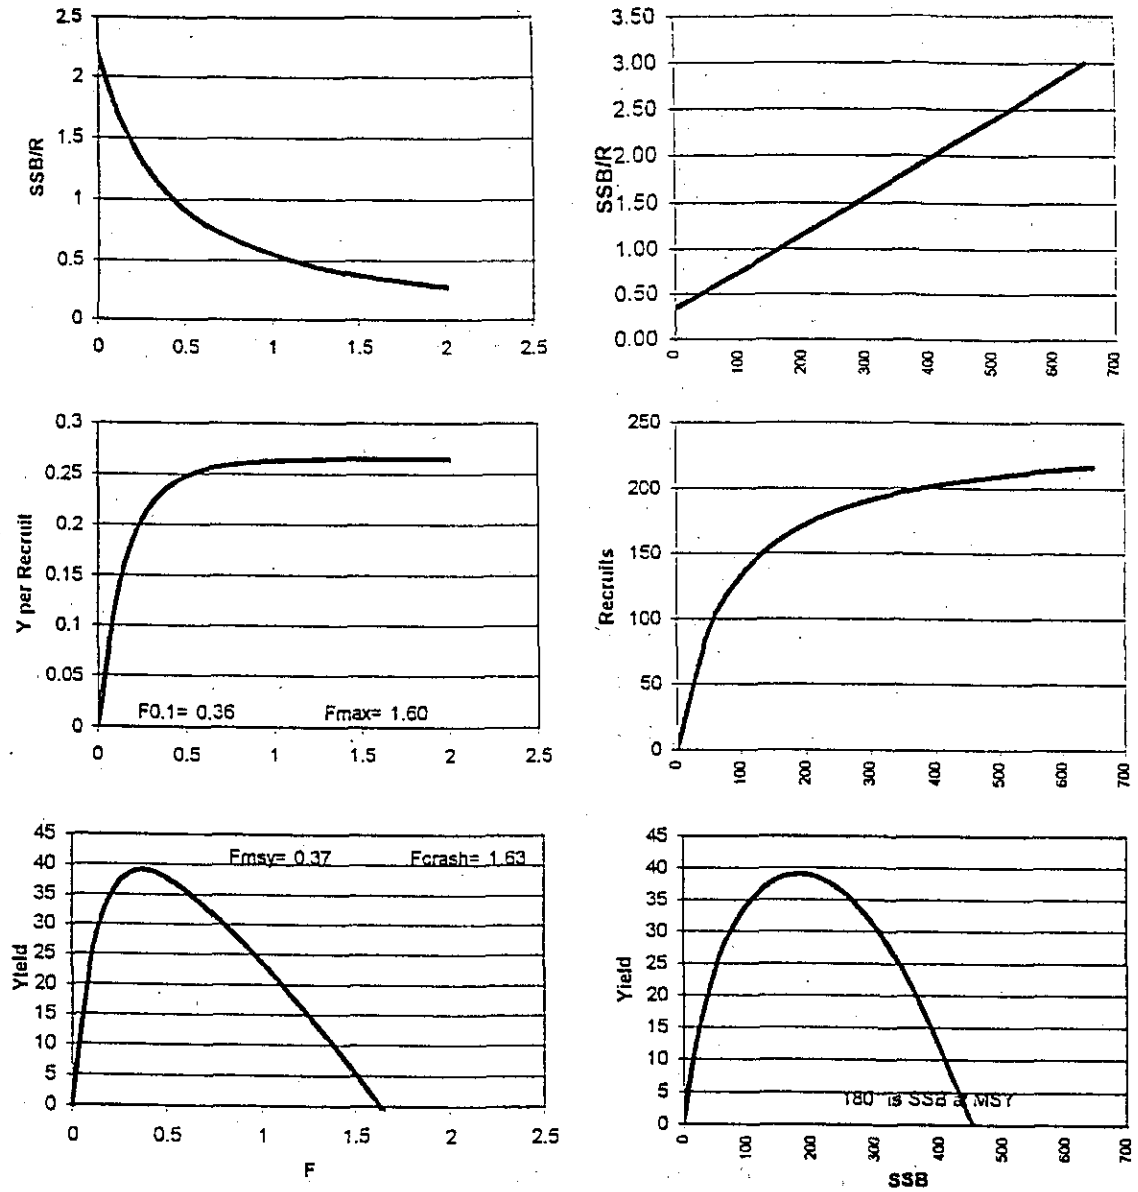 2.5
2
1.5
1
0.5
0
SSB/R
0 0.5 1 1.5 2 2.5
3.50
3.00
2.50
2.00
1.50
1.00
0.50
0.00
SSB/R
0 100 200 300 400 500 600 700
0.3
0.25
0.2
0.15
0.1
0.05
0
Y per Recruit
F0.1= 0.36 Fmax= 1.60
0 0.5 1 1.5 2 2.5
250
200
150
100
50
0
Recruits
0 100 200 300 400 500 600 700
45
40
35
30
25
20
15
10
5
0
Yield
Fmsy= 0.37 Fcrash= 1.63
0 0.5 1 1.5 2 2.5
F
45
40
35
30
25
20
15
10
5
0
Yield
180 is SSB at MSY
0 100 200 300 400 500 600 700
SSB